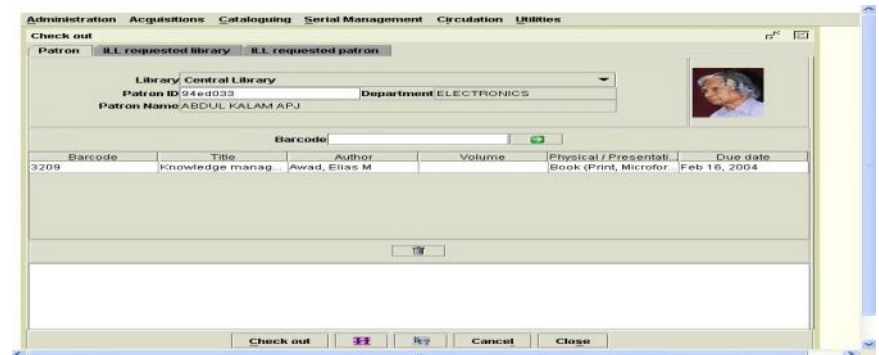 Administration Acquisitions Cataloguing Serial Management Circulation Utilities
Check out
Patron ILL requested library ILL requested patron
Library Central Library
Patron ID 94ed033 Department ELECTRONICS
Patron Name ABDUL KALAM APJ
Barcode
Barcode Title Author Volume Physical / Presentati... Due date
3209 Knowledge manag... Awad, Elias M Book (Print, Microfor... Feb 16, 2004
Check out Cancel Close